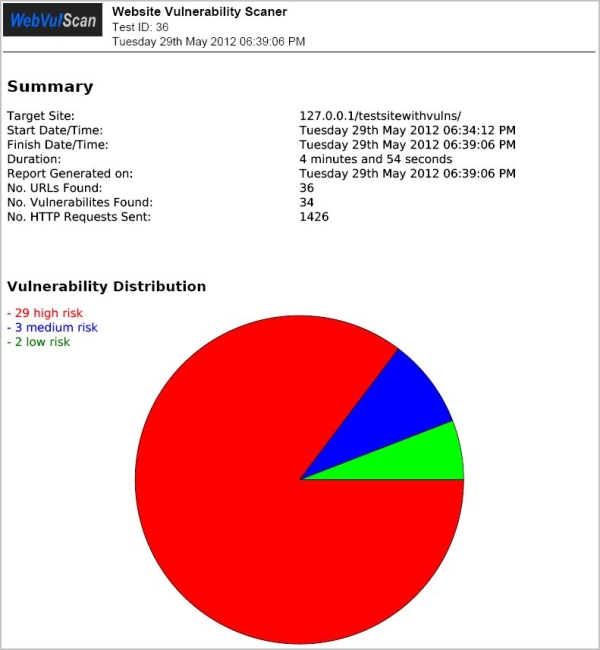 WebVulScan
Website Vulnerability Scaner
Test ID: 36
Tuesday 29th May 2012 06:39:06 PM
Summary
Target Site: 127.0.0.1/testsitewithvulns/
Start Date/Time: Tuesday 29th May 2012 06:34:12 PM
Finish Date/Time: Tuesday 29th May 2012 06:39:06 PM
Duration: 4 minutes and 54 seconds
Report Generated on: Tuesday 29th May 2012 06:39:06 PM
No. URLs Found: 36
No. Vulnerabilites Found: 34
No. HTTP Requests Sent: 1426
Vulnerability Distribution
- 29 high risk
- 3 medium risk
- 2 low risk